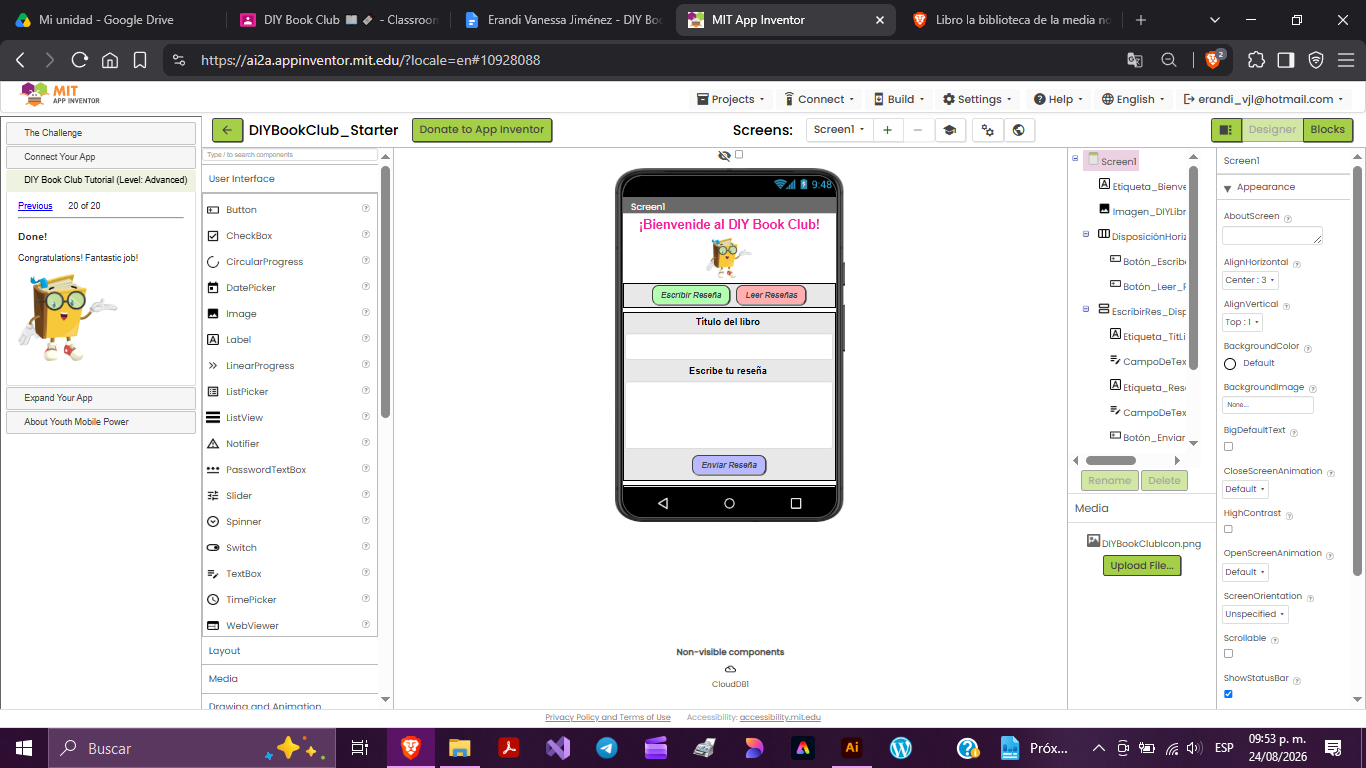 Mi unidad - Google Drive
DIY Book Club - Classroom
Erandi Vanessa Jiménez - DIY Boo
MIT App Inventor
Libro la biblioteca de la media no
https://ai2a.appinventor.mit.edu/?locale=en#10928088
2
MIT
APP INVENTOR
Projects
Connect
Build
Settings
Help
English
erandi_vjl@hotmail.com
The Challenge
Connect Your App
DIY Book Club Tutorial (Level: Advanced)
Previous 20 of 20
Done!
Congratulations! Fantastic job!
Expand Your App
About Youth Mobile Power
DIYBookClub_Starter
Donate to App Inventor
Screens:
Screen1
Designer
Blocks
Type / to search components
User Interface
Button
CheckBox
CircularProgress
DatePicker
Image
Label
LinearProgress
ListPicker
ListView
Notifier
PasswordTextBox
Slider
Spinner
Switch
TextBox
TimePicker
WebViewer
Layout
Media
Drawing and Animation
9:48
Screen1
¡Bienvenide al DIY Book Club!
Escribir Reseña
Leer Reseñas
Título del libro
Escribe tu reseña
Enviar Reseña
Non-visible components
CloudDB1
Screen1
Etiqueta_Bienve
Imagen_DIYLibr
DisposiciónHoriz
Botón_Escribe
Botón_Leer_F
EscribirRes_Disp
Etiqueta_TitLi
CampoDeTex
Etiqueta_Rese
CampoDeTex
Botón_Enviar
Rename
Delete
Media
DIYBookClubIcon.png
Upload File...
Screen1
Appearance
AboutScreen
AlignHorizontal
Center : 3
AlignVertical
Top : 1
BackgroundColor
Default
BackgroundImage
None...
BigDefaultText
CloseScreenAnimation
Default
HighContrast
OpenScreenAnimation
Default
ScreenOrientation
Unspecified
Scrollable
ShowStatusBar
Privacy Policy and Terms of Use
Accessibility: accessibility.mit.edu
Buscar
Próx...
ESP
09:53 p. m.
24/08/2026